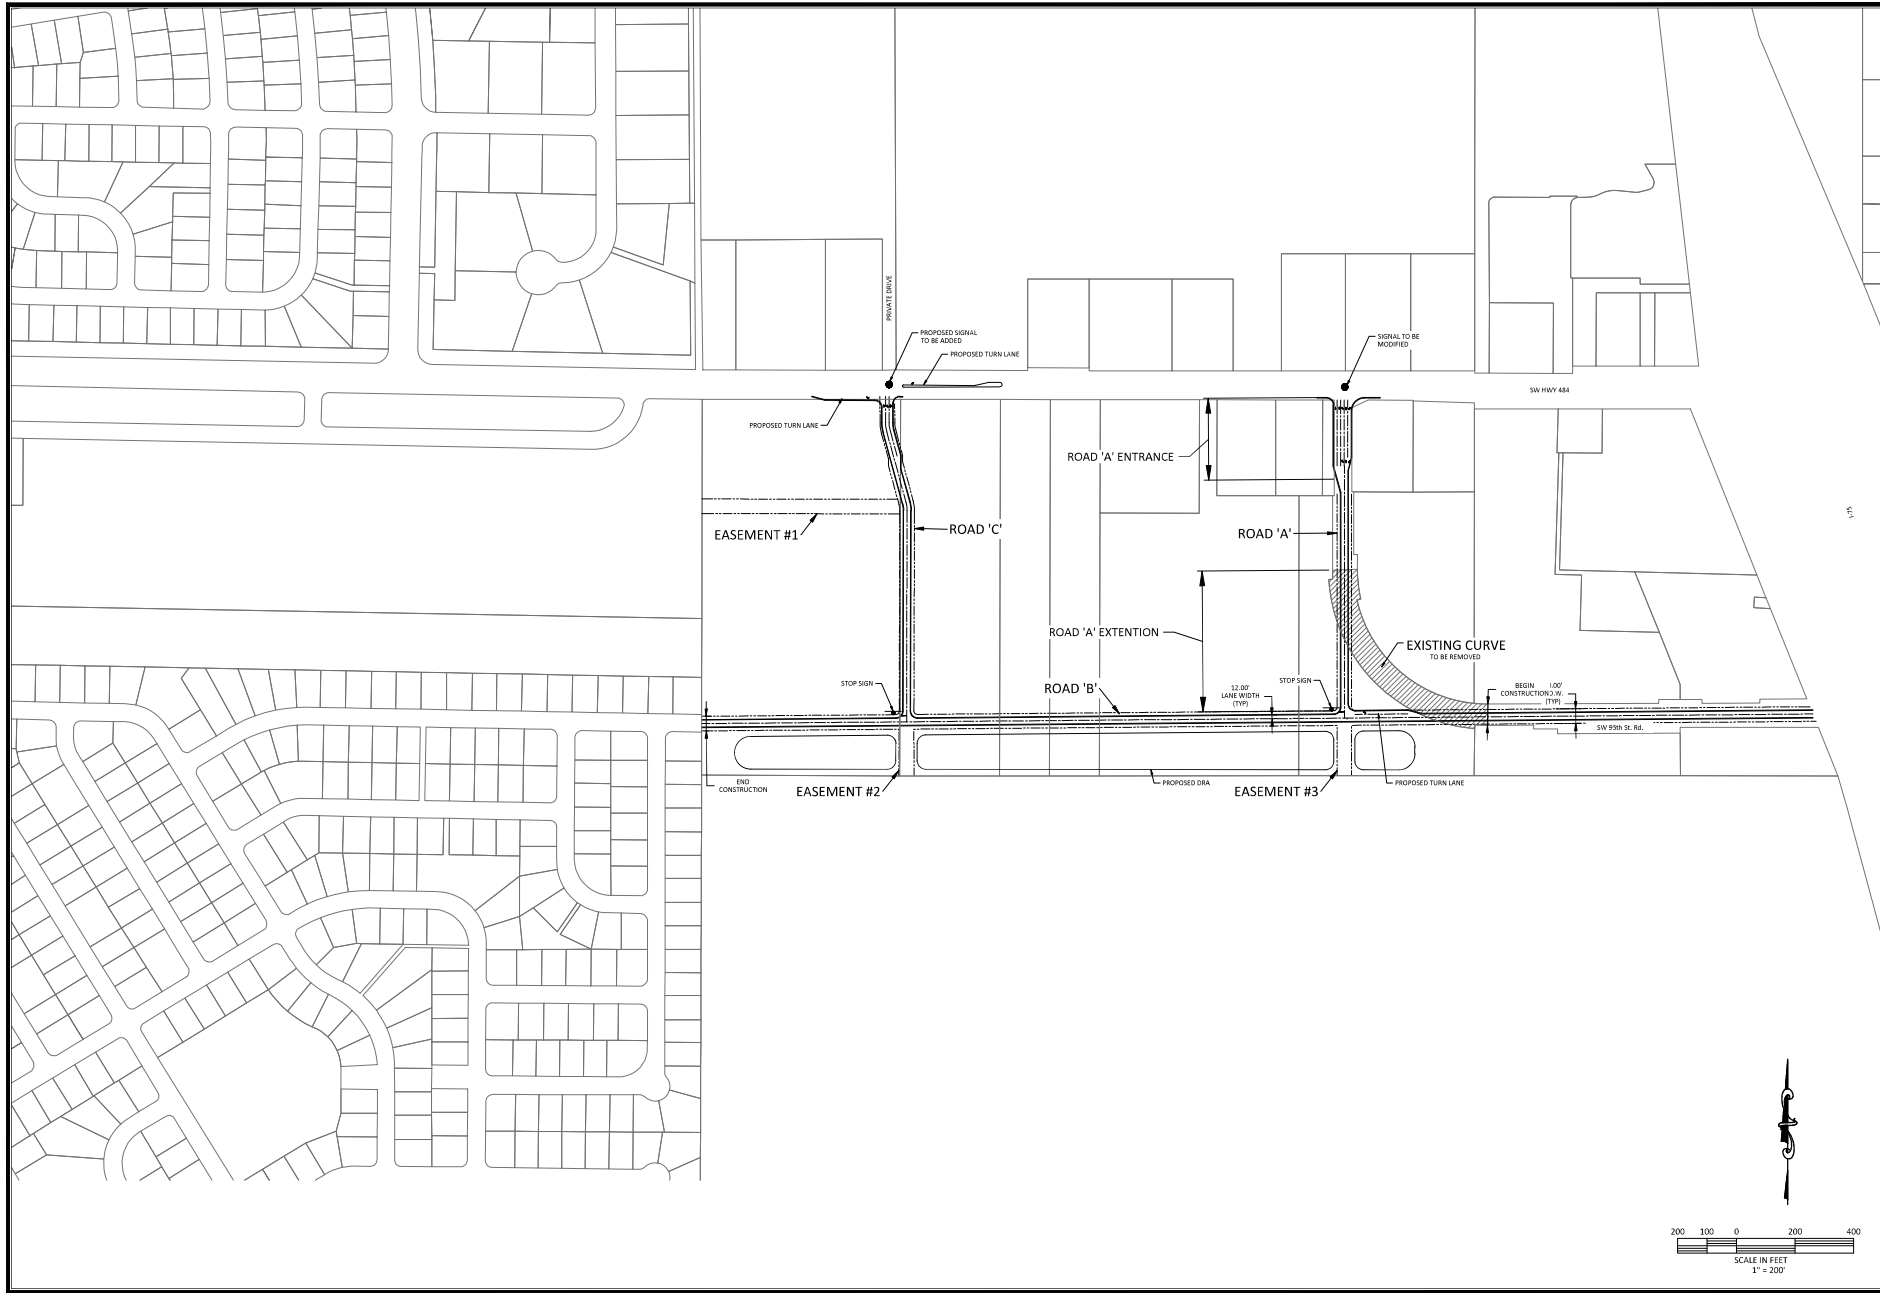 PRIVATE DRIVE
PROPOSED SIGNAL
TO BE ADDED
PROPOSED TURN LANE
SIGNAL TO BE
MODIFIED
SW HWY 484
PROPOSED TURN LANE
ROAD 'A' ENTRANCE
I-75
EASEMENT #1
ROAD 'C'
ROAD 'A'
ROAD 'A' EXTENTION
EXISTING CURVE
TO BE REMOVED
STOP SIGN
ROAD 'B'
12.00'
LANE WIDTH
(TYP)
STOP SIGN
BEGIN
CONSTRUCTION
(TYP)
SW 95th St. Rd.
END
CONSTRUCTION
EASEMENT #2
PROPOSED DRA
EASEMENT #3
PROPOSED TURN LANE
200 100 0 200 400
SCALE IN FEET
1" = 200'